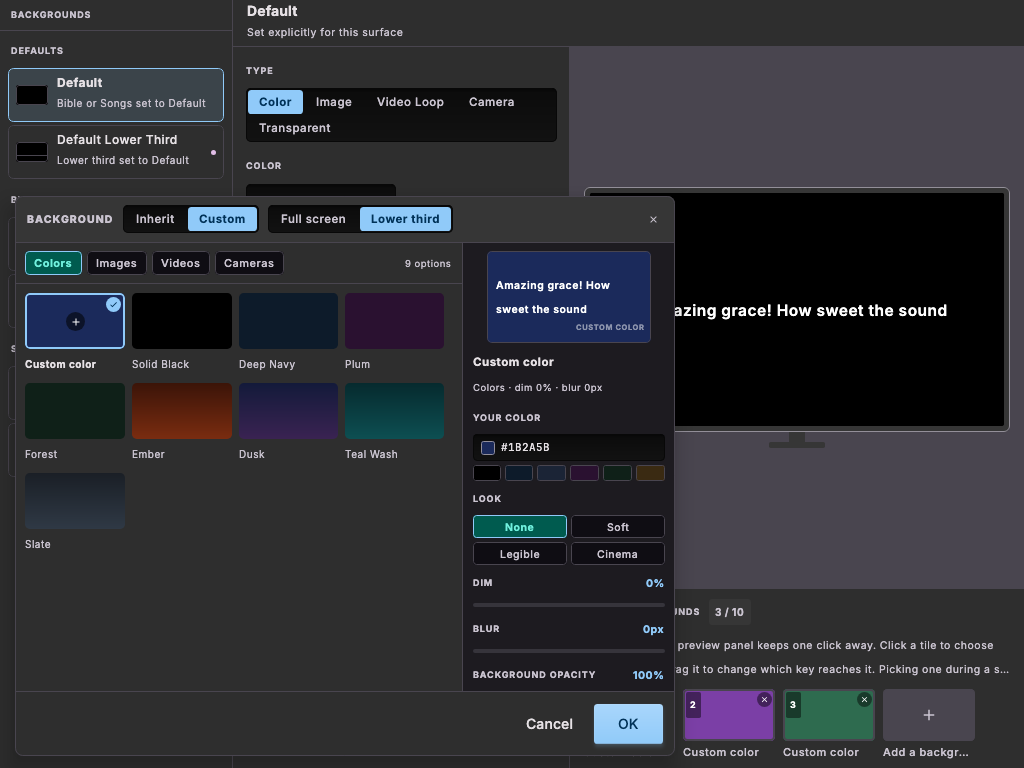 BACKGROUNDS
DEFAULTS
Default
Bible or Songs set to Default
Default Lower Third
Lower third set to Default
Default
Set explicitly for this surface
TYPE
Color
Image
Video Loop
Camera
Transparent
COLOR
BACKGROUND
Inherit
Custom
Full screen
Lower third
Colors
Images
Videos
Cameras
9 options
Custom color
Solid Black
Deep Navy
Plum
Forest
Ember
Dusk
Teal Wash
Slate
Amazing grace! How
sweet the sound
CUSTOM COLOR
Custom color
Colors · dim 0% · blur 0px
YOUR COLOR
#1B2A5B
LOOK
None
Soft
Legible
Cinema
DIM
0%
BLUR
0px
BACKGROUND OPACITY
100%
Cancel
OK
azing grace! How sweet the sound
NDS
3 / 10
preview panel keeps one click away. Click a tile to choose
ag it to change which key reaches it. Picking one during a s...
2
3
Custom color
Custom color
Add a backgr...